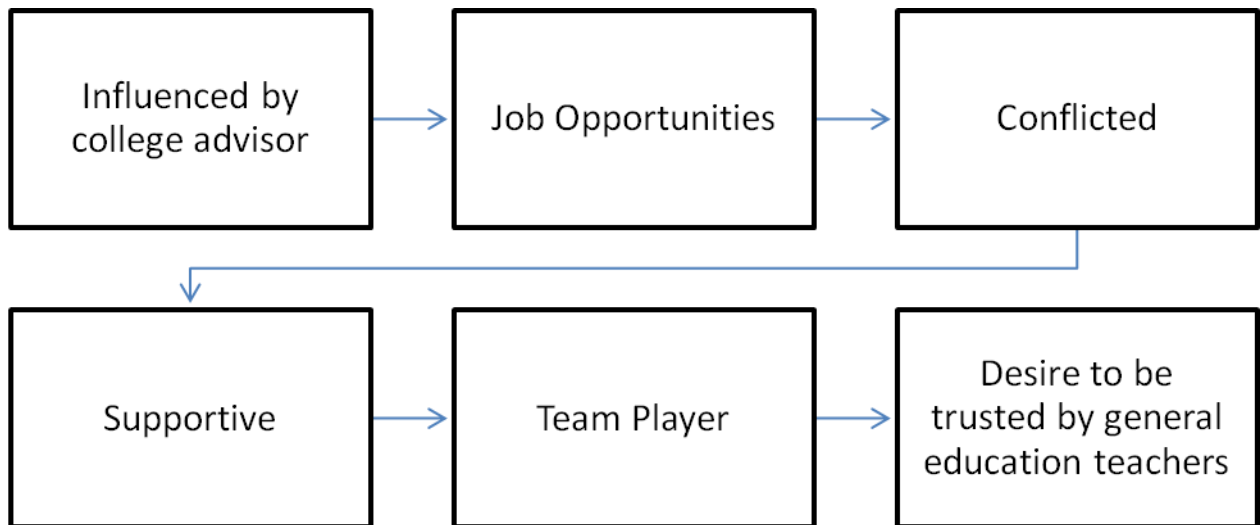 Influenced by
college advisor
Job Opportunities
Conflicted
Supportive
Team Player
Desire to be
trusted by general
education teachers